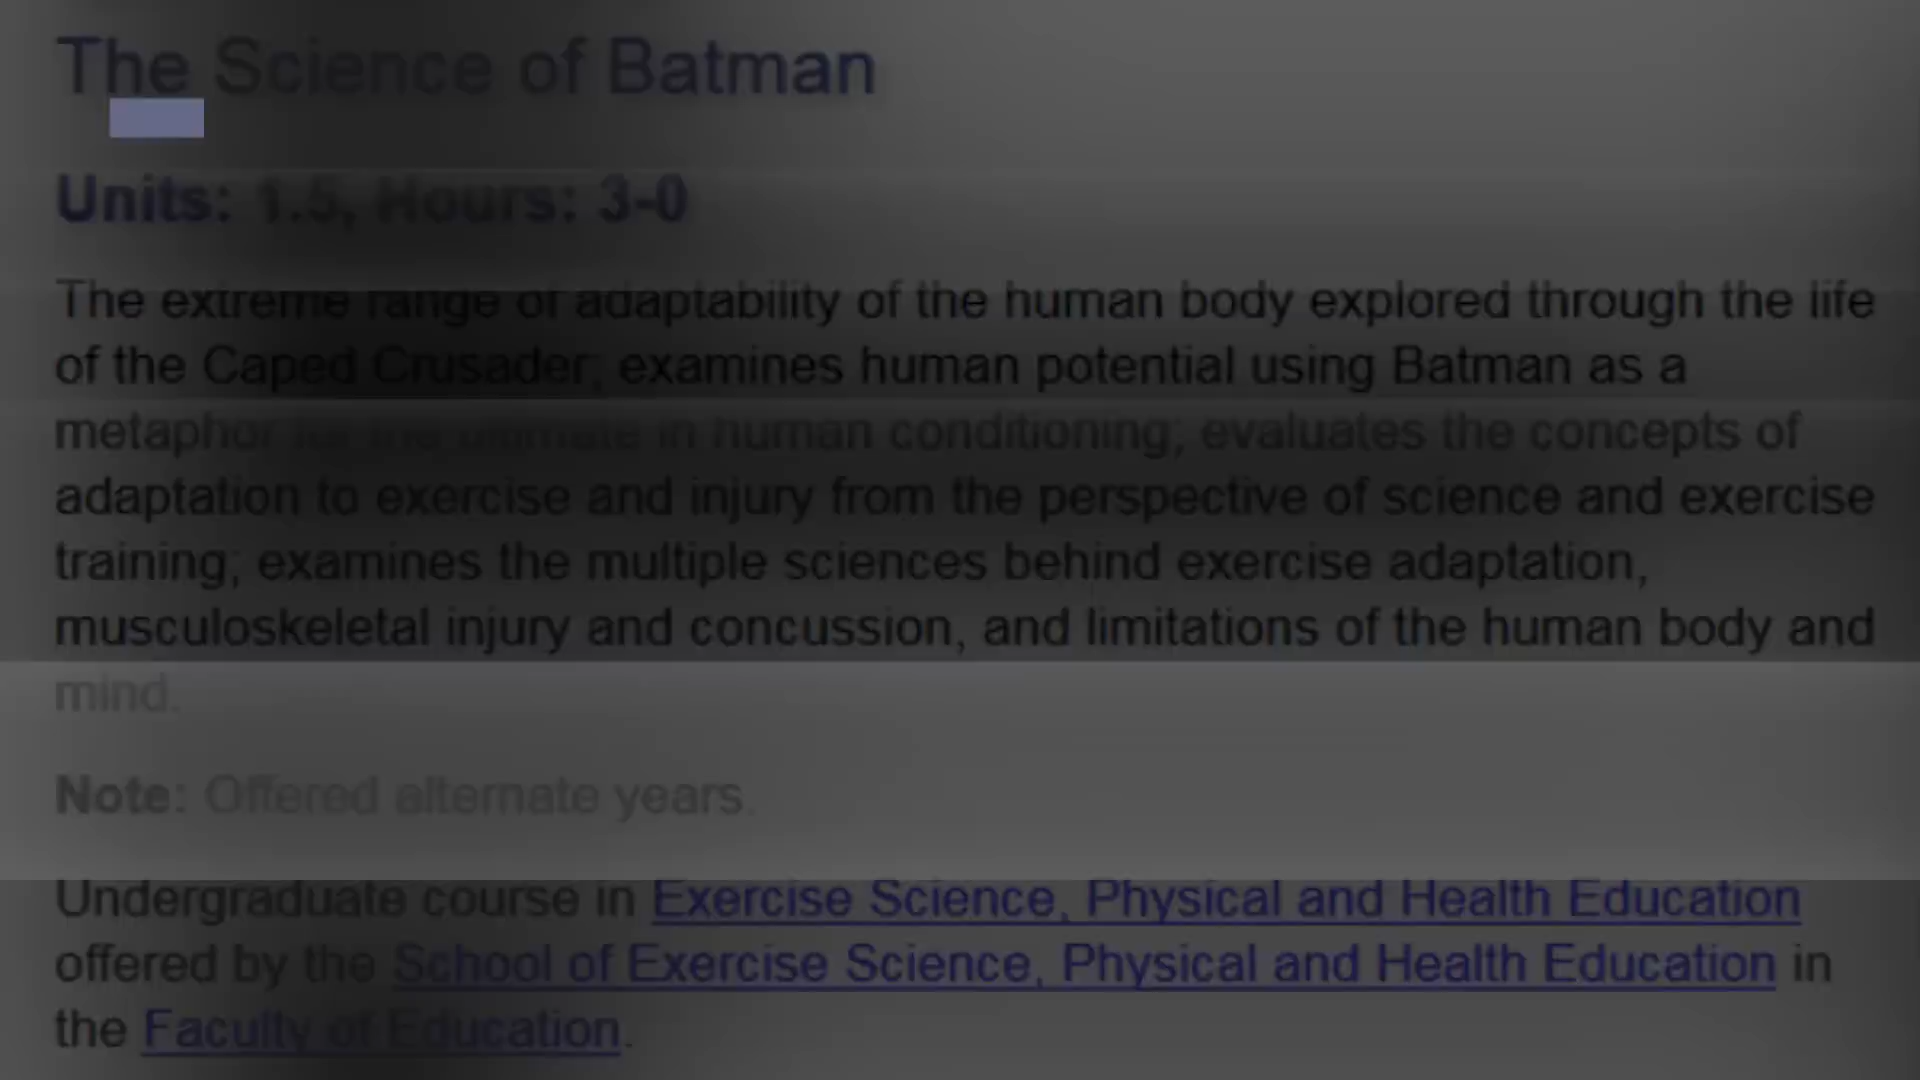 The Science of Batman
Units: 1.5, Hours: 3-0
The extreme range of adaptability of the human body explored through the life
of the Caped Crusader; examines human potential using Batman as a
metaphor for the ultimate in human conditioning; evaluates the concepts of
adaptation to exercise and injury from the perspective of science and exercise
training; examines the multiple sciences behind exercise adaptation,
musculoskeletal injury and concussion, and limitations of the human body and
mind.
Note: Offered alternate years.
Undergraduate course in Exercise Science, Physical and Health Education
offered by the School of Exercise Science, Physical and Health Education in
the Faculty of Education.